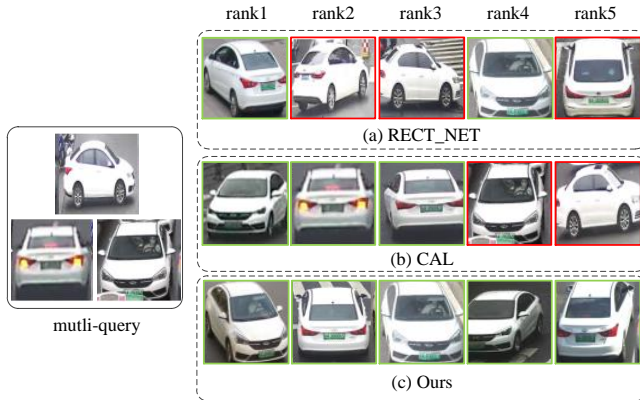 rank1 rank2 rank3 rank4 rank5
(a) RECT_NET
(b) CAL
mutli-query
(c) Ours